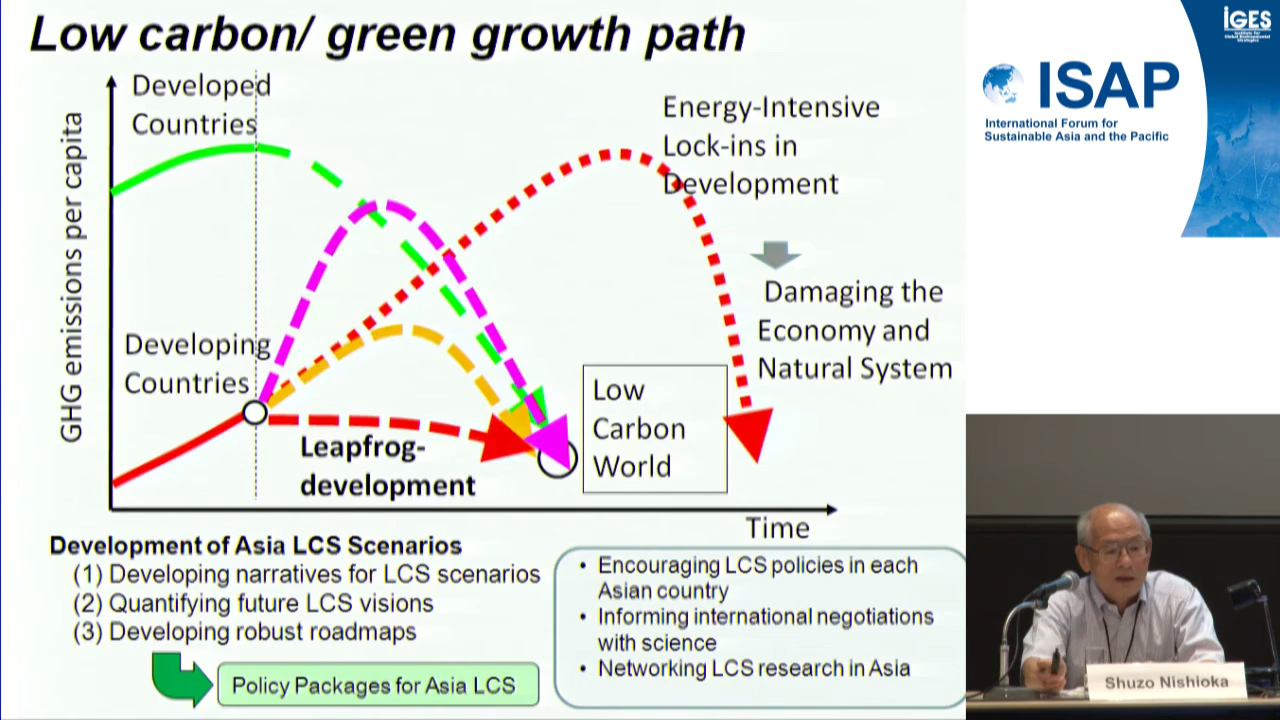 Low carbon/ green growth path
Developed
Countries
GHG emissions per capita
Energy-Intensive
Lock-ins in
Development
Damaging the
Economy and
Natural System
Developing
Countries
Low
Carbon
World
Leapfrog-
development
Time
Development of Asia LCS Scenarios
(1) Developing narratives for LCS scenarios
(2) Quantifying future LCS visions
(3) Developing robust roadmaps
Policy Packages for Asia LCS
• Encouraging LCS policies in each
Asian country
• Informing international negotiations
with science
• Networking LCS research in Asia
IGES
Institute for
Global Environmental
Strategies
ISAP
International Forum for
Sustainable Asia and the Pacific
Shuzo Nishioka